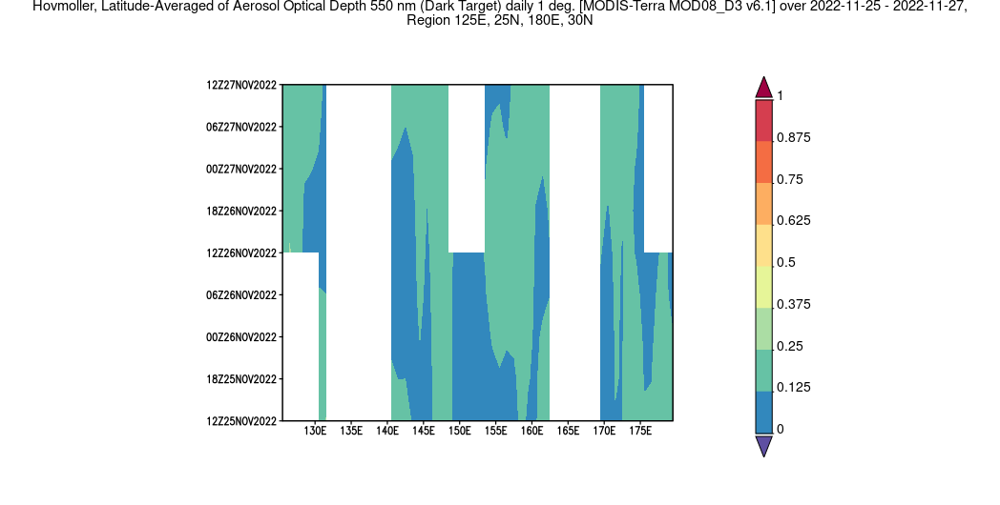 Hovmoller, Latitude-Averaged of Aerosol Optical Depth 550 nm (Dark Target) daily 1 deg. [MODIS-Terra MOD08_D3 v6.1] over 2022-11-25 - 2022-11-27,
Region 125E, 25N, 180E, 30N
12Z27NOV2022
06Z27NOV2022
00Z27NOV2022
18Z26NOV2022
12Z26NOV2022
06Z26NOV2022
00Z26NOV2022
18Z25NOV2022
12Z25NOV2022
130E 135E 140E 145E 150E 155E 160E 165E 170E 175E
1
0.875
0.75
0.625
0.5
0.375
0.25
0.125
0